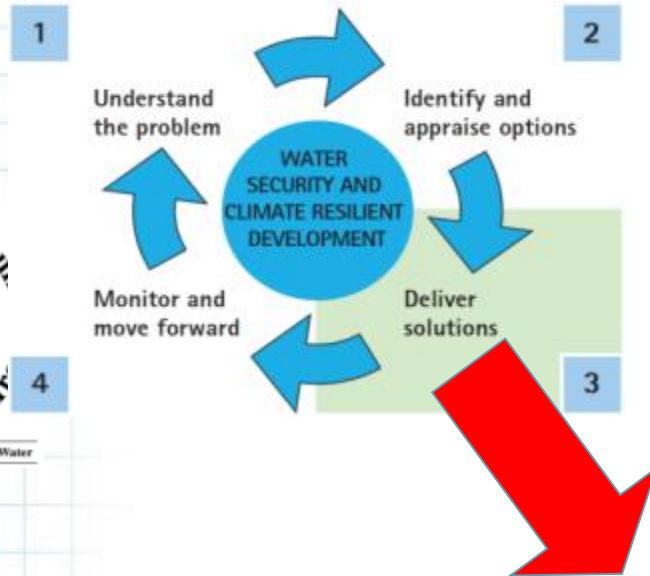 1
2
Understand
the problem
Identify and
appraise options
WATER
SECURITY AND
CLIMATE RESILIENT
DEVELOPMENT
Monitor and
move forward
Deliver
solutions
4
3
Water